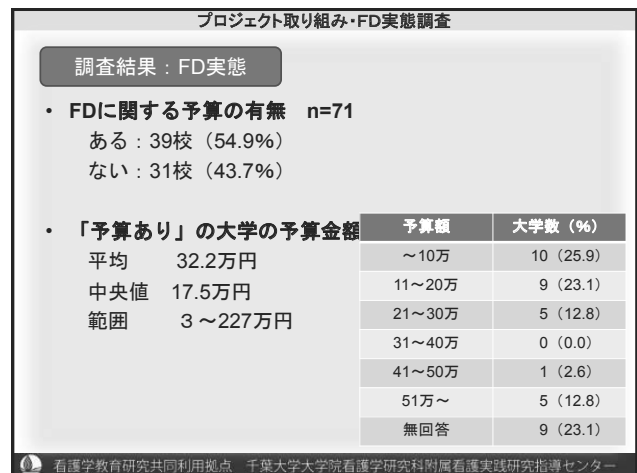 プロジェクト取り組み・FD実態調査
調査結果：FD実態
• FDに関する予算の有無 n=71
ある：39校（54.9%）
ない：31校（43.7%）
• 「予算あり」の大学の予算金額
平均 32.2万円
中央値 17.5万円
範囲 3～227万円
予算額 大学数（%）
～10万 10（25.9）
11～20万 9（23.1）
21～30万 5（12.8）
31～40万 0（0.0）
41～50万 1（2.6）
51万～ 5（12.8）
無回答 9（23.1）
看護学教育研究共同利用拠点 千葉大学大学院看護学研究科附属看護実践研究指導センター